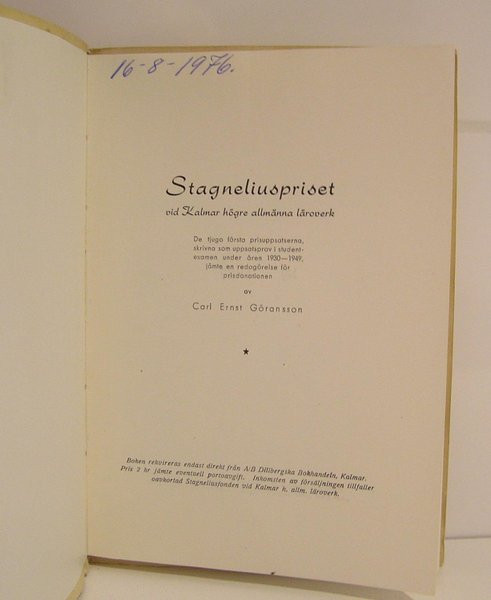 16-8-1976.
Stagneliuspriset
vid Kalmar högre allmänna läroverk
De tjugo första prisuppsatserna,
skrivna som uppsatsprov i student-
examen under åren 1930—1949,
jämte en redogörelse för
prisdonationen
av
Carl Ernst Göransson
Boken rekvireras endast direkt från A/B Dillbergska Bokhandeln, Kalmar.
Pris 2 kr jämte eventuell portoavgift. Inkomsten av försäljningen tillfaller
oavkortad Stagneliusfonden vid Kalmar h. allm. läroverk.